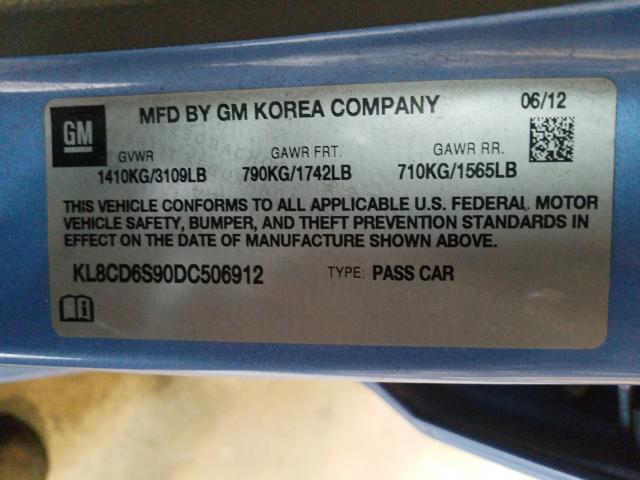 GM
MFD BY GM KOREA COMPANY 06/12
GVWR GAWR FRT. GAWR RR.
1410KG/3109LB 790KG/1742LB 710KG/1565LB
THIS VEHICLE CONFORMS TO ALL APPLICABLE U.S. FEDERAL MOTOR
VEHICLE SAFETY, BUMPER, AND THEFT PREVENTION STANDARDS IN
EFFECT ON THE DATE OF MANUFACTURE SHOWN ABOVE.
KL8CD6S90DC506912 TYPE: PASS CAR